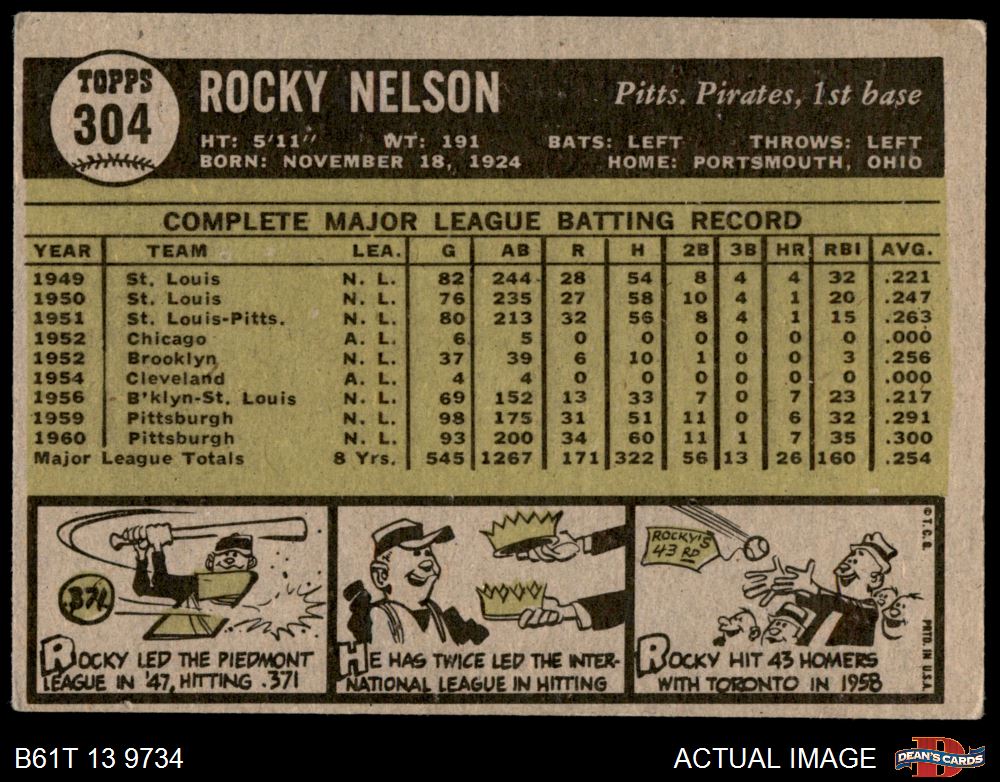 TOPPS
304
ROCKY NELSON
Pitts. Pirates, 1st base
HT: 5'11" WT: 191 BATS: LEFT THROWS: LEFT
BORN: NOVEMBER 18, 1924 HOME: PORTSMOUTH, OHIO
COMPLETE MAJOR LEAGUE BATTING RECORD
YEAR TEAM LEA. G AB R H 2B 3B HR RBI AVG.
1949 St. Louis N. L. 82 244 28 54 8 4 4 32 .221
1950 St. Louis N. L. 76 235 27 58 10 4 1 20 .247
1951 St. Louis-Pitts. N. L. 80 213 32 56 8 4 1 15 .263
1952 Chicago A. L. 6 5 0 0 0 0 0 0 .000
1952 Brooklyn N. L. 37 39 6 10 1 0 0 3 .256
1954 Cleveland A. L. 4 4 0 0 0 0 0 0 .000
1956 B'klyn-St. Louis N. L. 69 152 13 33 7 0 7 23 .217
1959 Pittsburgh N. L. 98 175 31 51 11 0 6 32 .291
1960 Pittsburgh N. L. 93 200 34 60 11 1 7 35 .300
Major League Totals 8 Yrs. 545 1267 171 322 56 13 26 160 .254
.371
ROCKY LED THE PIEDMONT
LEAGUE IN '47, HITTING .371
HE HAS TWICE LED THE INTER-
NATIONAL LEAGUE IN HITTING
ROCKY'S
43 RD
ROCKY HIT 43 HOMERS
WITH TORONTO IN 1958
© T. C. G. PRTD. IN U.S.A.
B61T 13 9734
ACTUAL IMAGE
D
DEAN'S CARDS